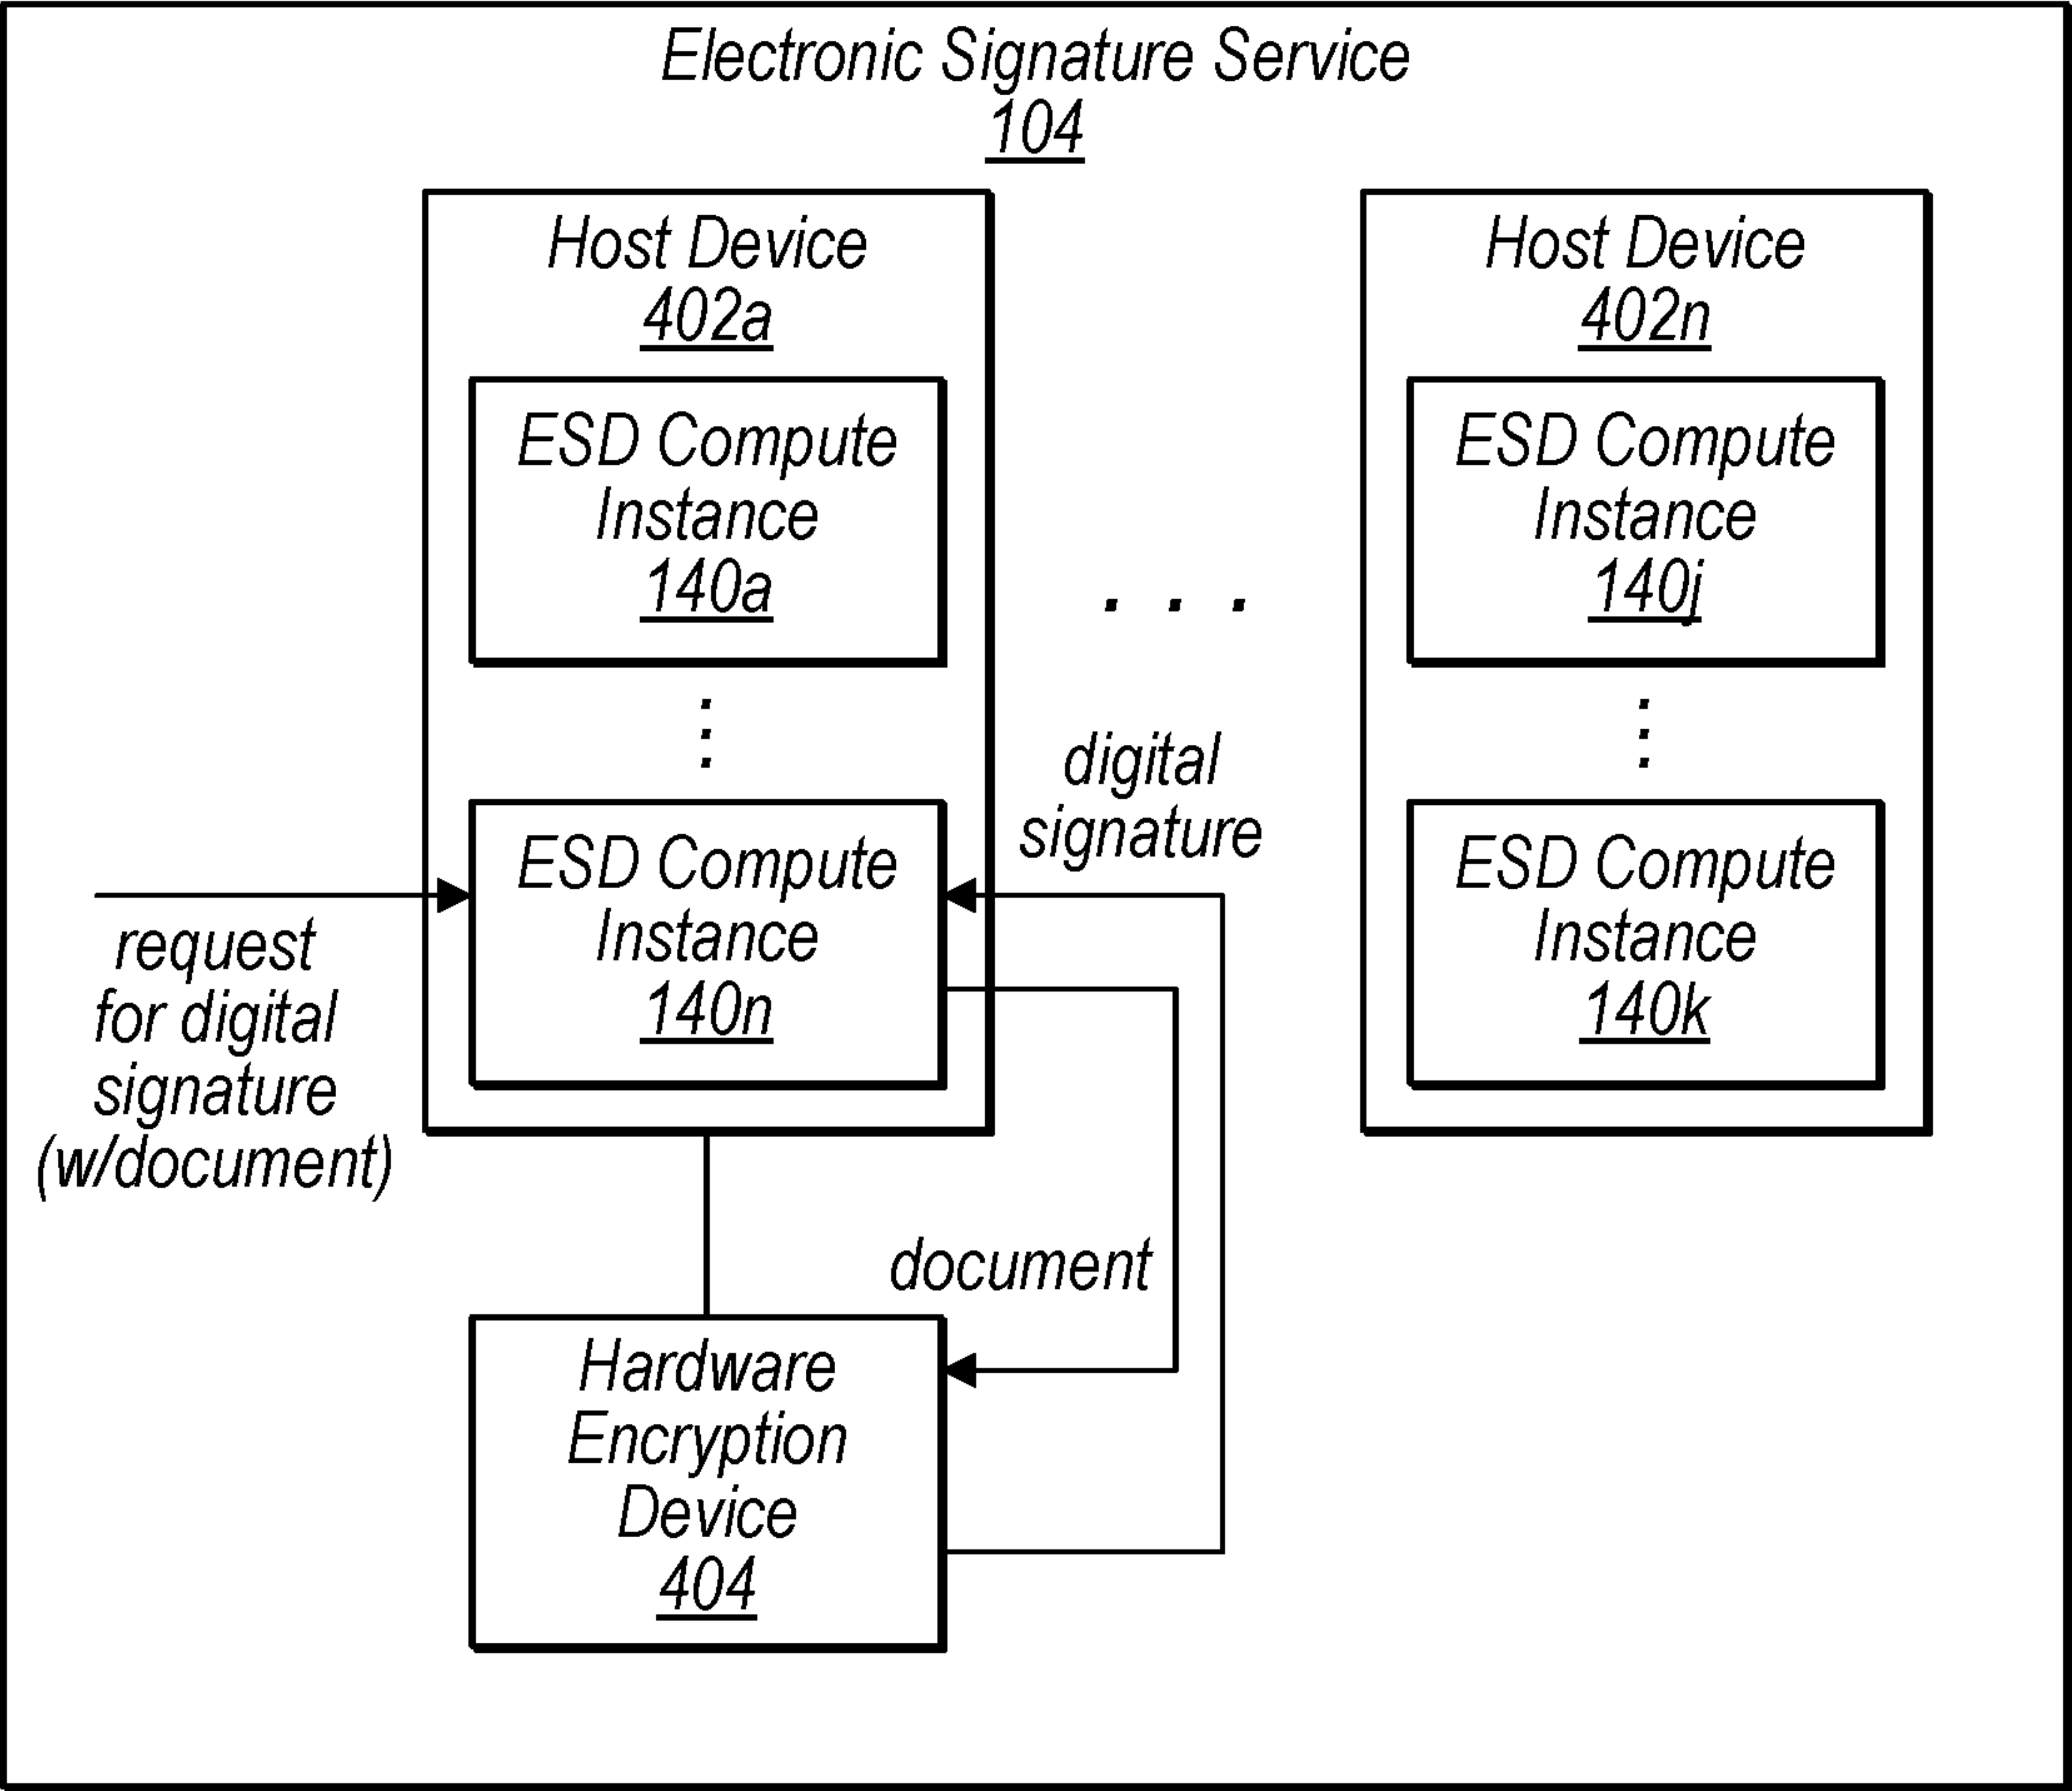 Electronic Signature Service
104
Host Device
402a
ESD Compute
Instance
140a
ESD Compute
Instance
140n
Host Device
402n
ESD Compute
Instance
140j
ESD Compute
Instance
140k
. . .
digital
signature
request
for digital
signature
(w/document)
document
Hardware
Encryption
Device
404